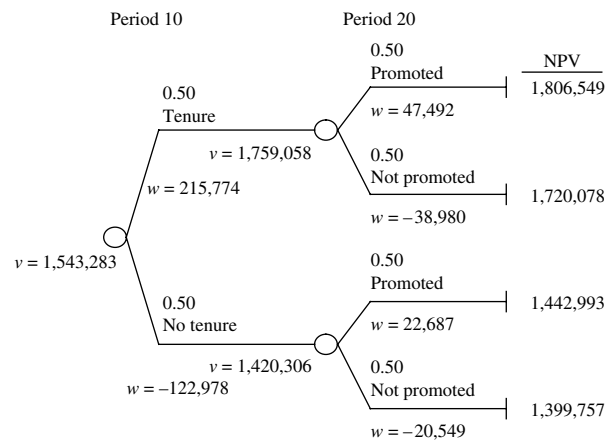 Period 10
Period 20
NPV
0.50
Promoted
1,806,549
w = 47,492
0.50
Tenure
v = 1,759,058
w = 215,774
0.50
Not promoted
1,720,078
w = –38,980
v = 1,543,283
0.50
Promoted
1,442,993
w = 22,687
0.50
No tenure
v = 1,420,306
w = –122,978
0.50
Not promoted
1,399,757
w = –20,549